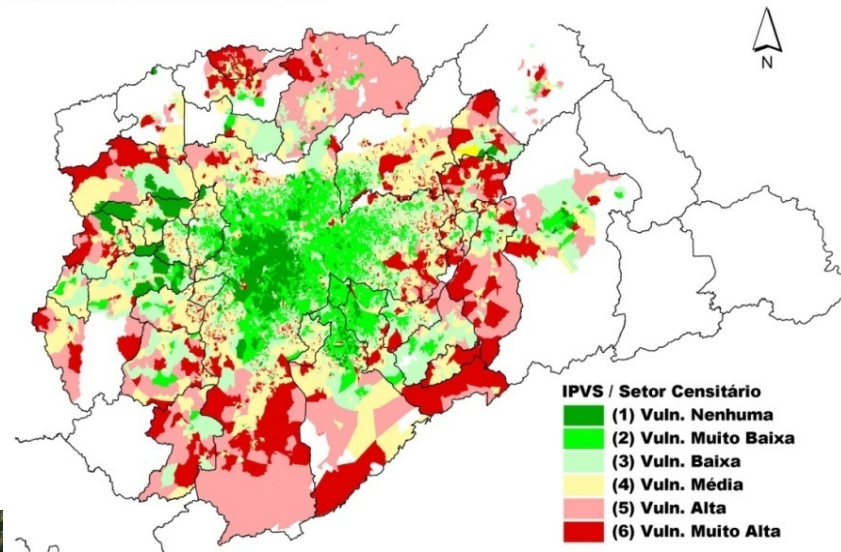 N
IPVS / Setor Censitário
(1) Vuln. Nenhuma
(2) Vuln. Muito Baixa
(3) Vuln. Baixa
(4) Vuln. Média
(5) Vuln. Alta
(6) Vuln. Muito Alta